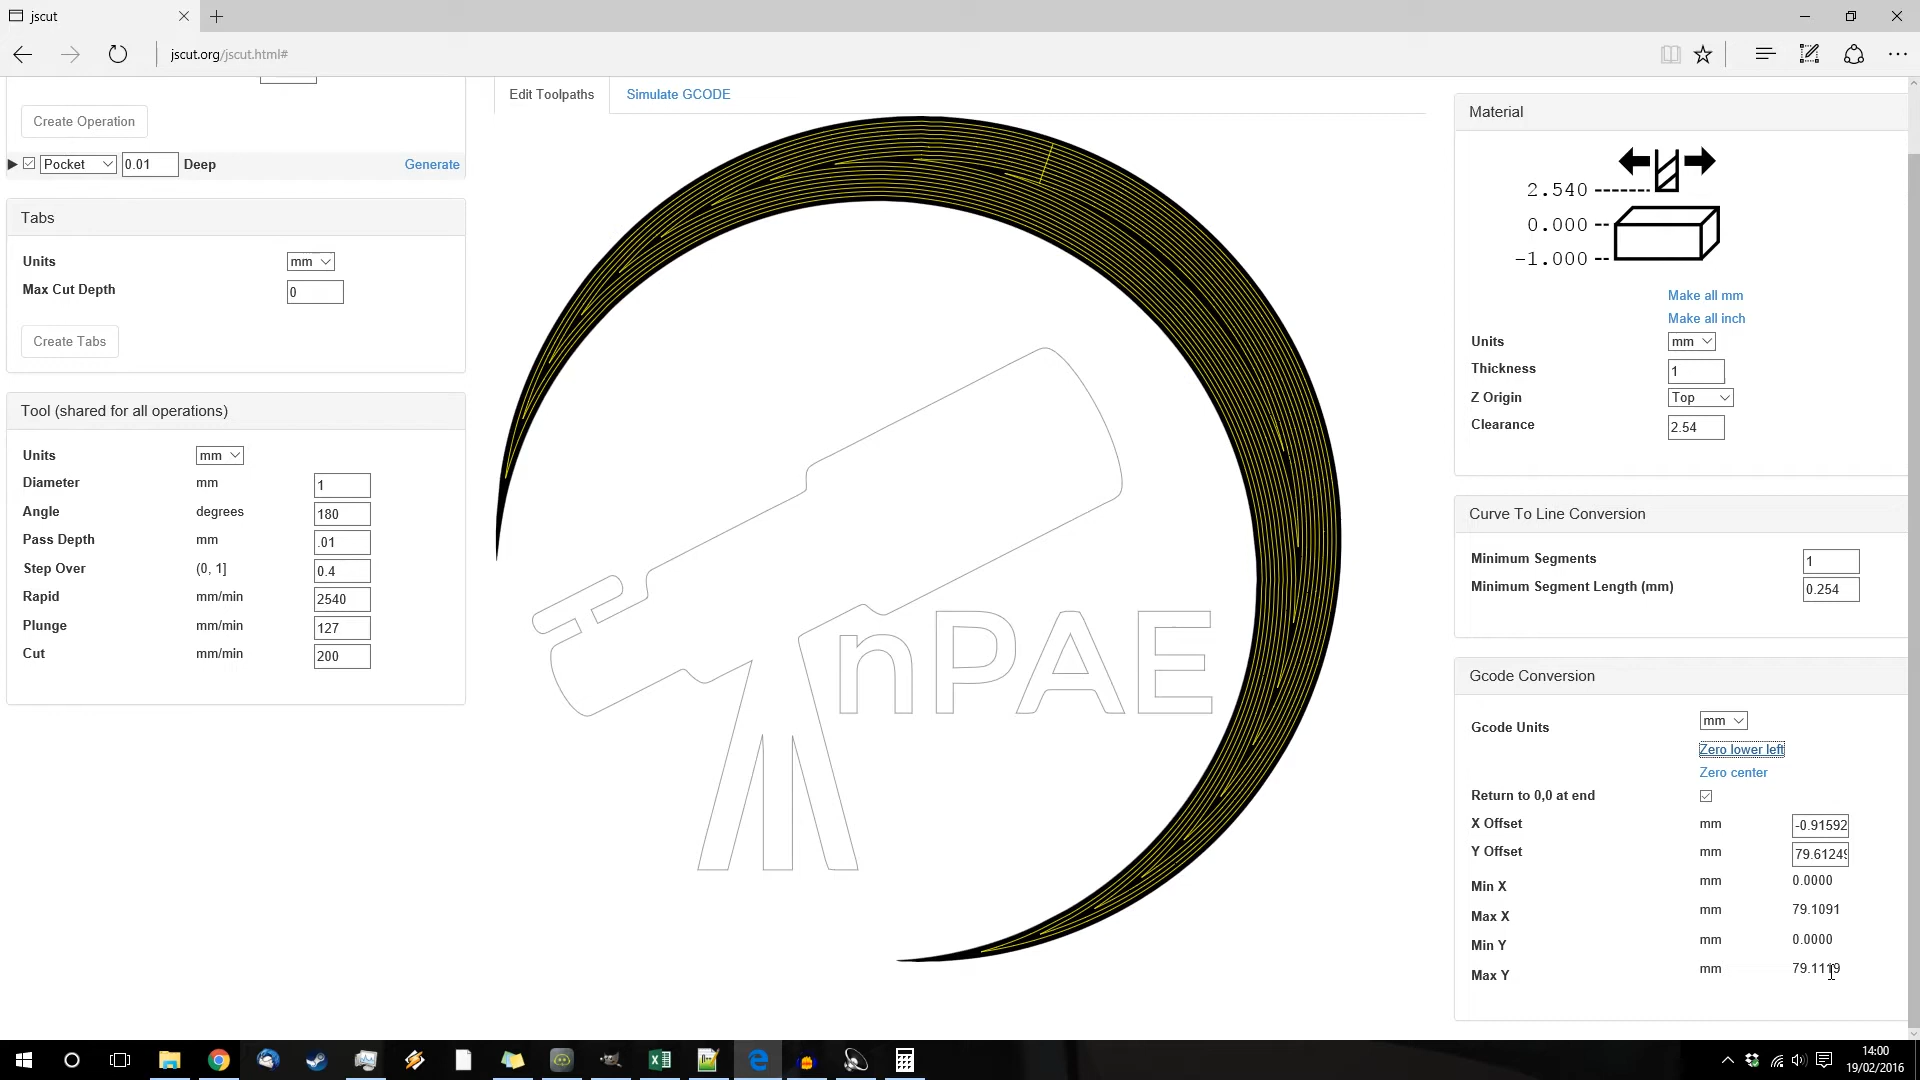 jscut
jscut.org/jscut.html#
Create Operation
Pocket 0.01 Deep Generate
Tabs
Units mm
Max Cut Depth 0
Create Tabs
Tool (shared for all operations)
Units mm
Diameter mm 1
Angle degrees 180
Pass Depth mm .01
Step Over (0, 1] 0.4
Rapid mm/min 2540
Plunge mm/min 127
Cut mm/min 200
Edit Toolpaths Simulate GCODE
nPAE
Material
2.540
0.000
-1.000
Make all mm
Make all inch
Units mm
Thickness 1
Z Origin Top
Clearance 2.54
Curve To Line Conversion
Minimum Segments 1
Minimum Segment Length (mm) 0.254
Gcode Conversion
Gcode Units mm
Zero lower left
Zero center
Return to 0,0 at end
X Offset mm -0.91592
Y Offset mm 79.61249
Min X mm 0.0000
Max X mm 79.1091
Min Y mm 0.0000
Max Y mm 79.1119
14:00
19/02/2016